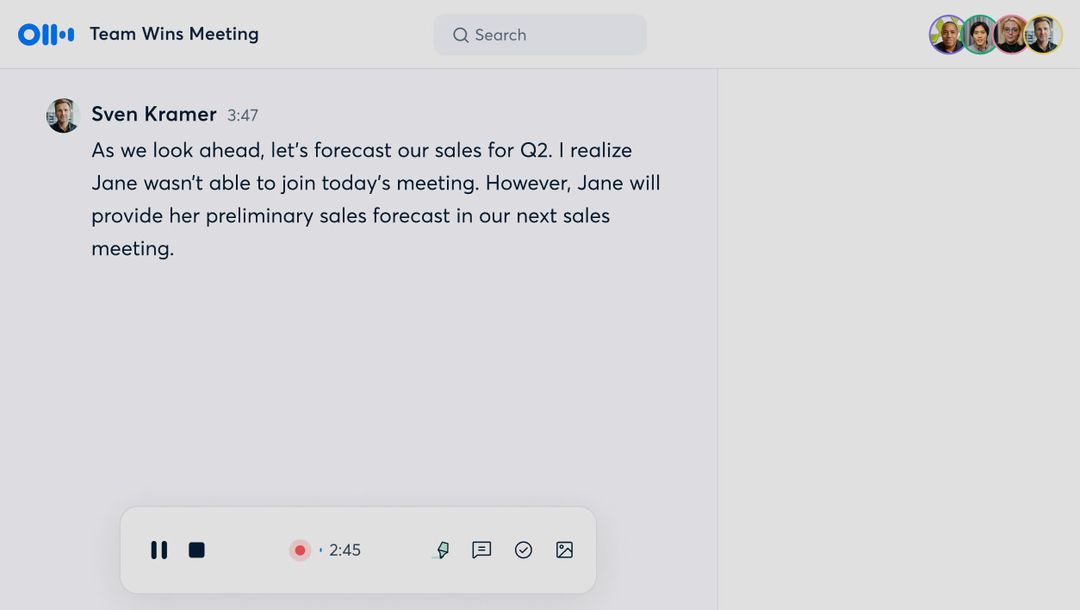 Team Wins Meeting
Search
Sven Kramer 3:47
As we look ahead, let's forecast our sales for Q2. I realize
Jane wasn't able to join today's meeting. However, Jane will
provide her preliminary sales forecast in our next sales
meeting.
2:45